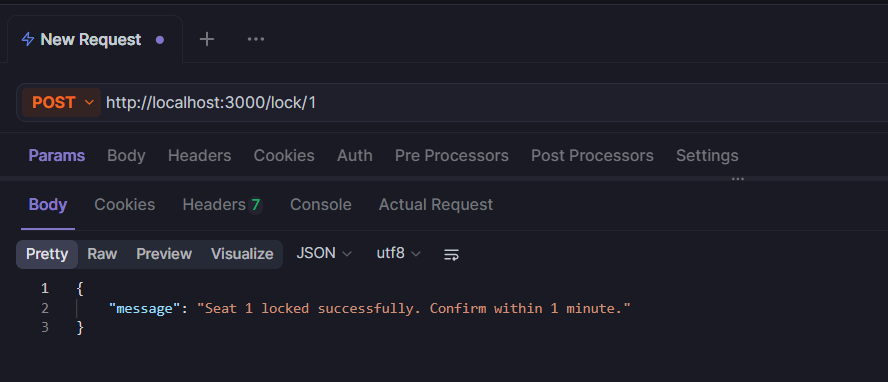 New Request
POST http://localhost:3000/lock/1
Params Body Headers Cookies Auth Pre Processors Post Processors Settings
Body Cookies Headers 7 Console Actual Request
Pretty Raw Preview Visualize JSON utf8
1 {
2 "message": "Seat 1 locked successfully. Confirm within 1 minute."
3 }